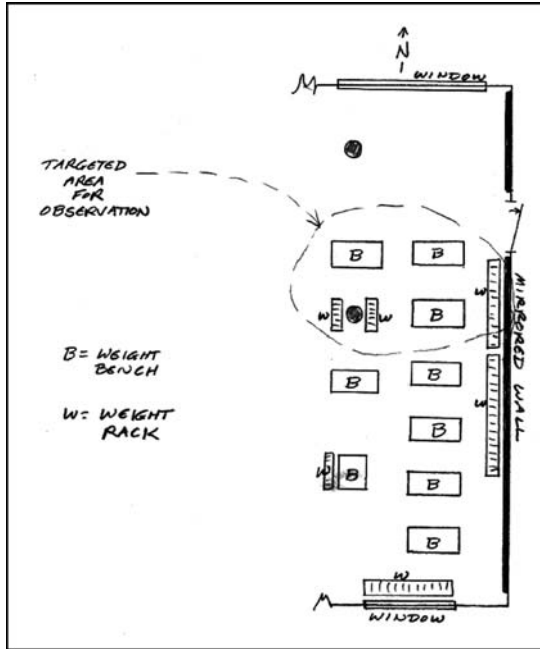 N
WINDOW
TARGETED
AREA
FOR
OBSERVATION
B B
W W B W
B = WEIGHT
BENCH
B B
W = WEIGHT
RACK
W
B
W B B
B
W
WINDOW
MIRRORED WALL